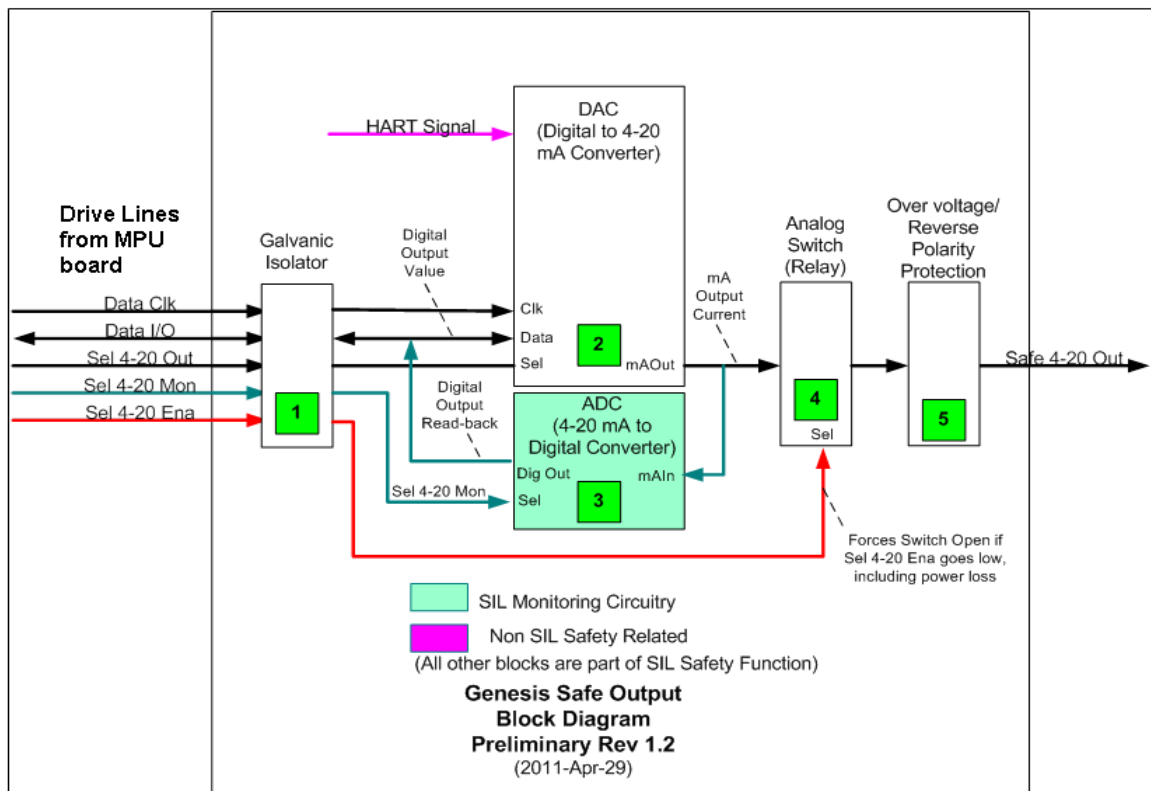 HART Signal
DAC
(Digital to 4-20
mA Converter)
Drive Lines
from MPU
board
Galvanic
Isolator
Digital
Output
Value
mA
Output
Current
Analog
Switch
(Relay)
Over voltage/
Reverse
Polarity
Protection
Data Clk
Data I/O
Sel 4-20 Out
Sel 4-20 Mon
Sel 4-20 Ena
1
Clk
Data
Sel
2
mAOut
Digital
Output
Read-back
ADC
(4-20 mA to
Digital Converter)
Dig Out
mAIn
Sel
3
Sel 4-20 Mon
4
Sel
5
Safe 4-20 Out
Forces Switch Open if
Sel 4-20 Ena goes low,
including power loss
SIL Monitoring Circuitry
Non SIL Safety Related
(All other blocks are part of SIL Safety Function)
Genesis Safe Output
Block Diagram
Preliminary Rev 1.2
(2011-Apr-29)